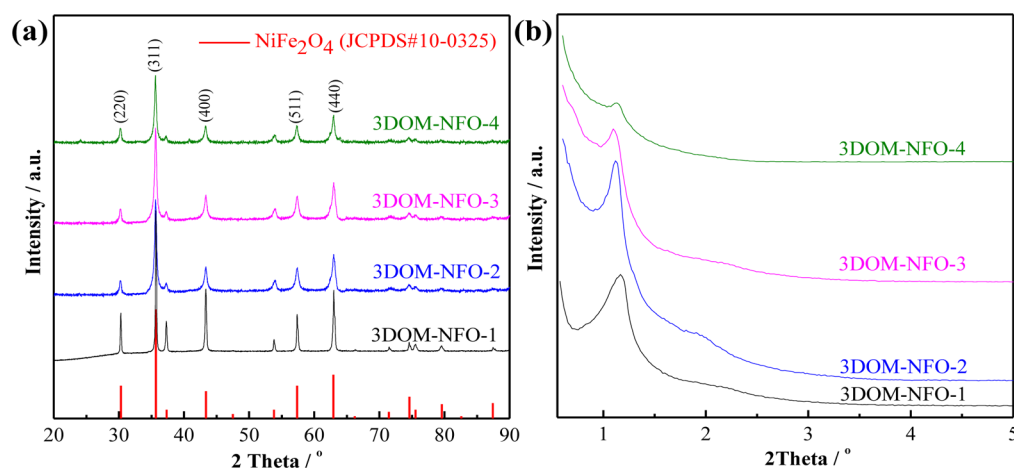 (a)
NiFe2O4 (JCPDS#10-0325)
(311)
(220)
(400)
(511)
(440)
3DOM-NFO-4
3DOM-NFO-3
3DOM-NFO-2
3DOM-NFO-1
Intensity / a.u.
20 30 40 50 60 70 80 90
2 Theta / °
(b)
3DOM-NFO-4
3DOM-NFO-3
3DOM-NFO-2
3DOM-NFO-1
Intensity / a.u.
1 2 3 4 5
2Theta / °